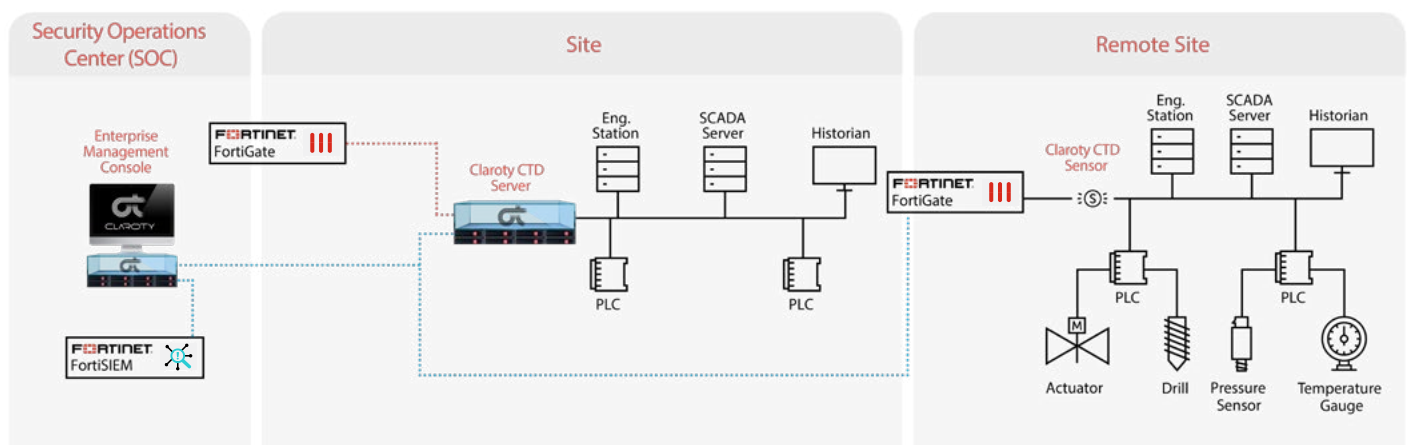 Security Operations
Center (SOC)
Site
Remote Site
Enterprise
Management
Console
CLAROTY
FORTINET
FortiSIEM
FORTINET
FortiGate
Claroty CTD
Server
Eng.
Station
SCADA
Server
Historian
PLC
PLC
FORTINET
FortiGate
Claroty CTD
Sensor
S
Eng.
Station
SCADA
Server
Historian
PLC
PLC
M
Actuator
Drill
Pressure
Sensor
Temperature
Gauge